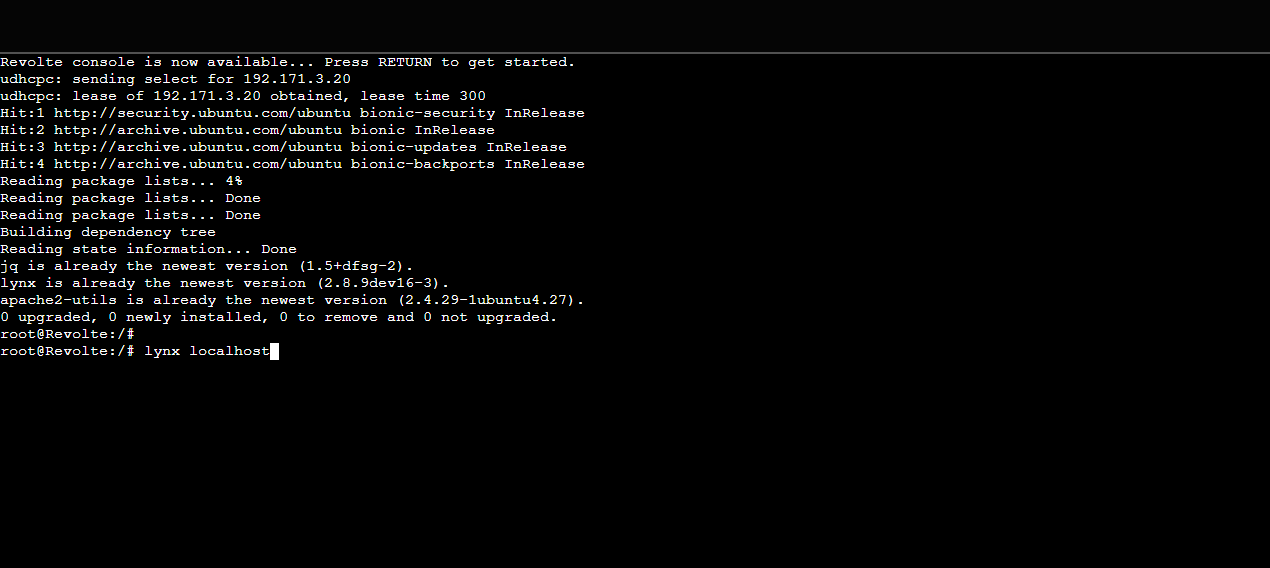 Revolte console is now available... Press RETURN to get started.
udhcpc: sending select for 192.171.3.20
udhcpc: lease of 192.171.3.20 obtained, lease time 300
Hit:1 http://security.ubuntu.com/ubuntu bionic-security InRelease
Hit:2 http://archive.ubuntu.com/ubuntu bionic InRelease
Hit:3 http://archive.ubuntu.com/ubuntu bionic-updates InRelease
Hit:4 http://archive.ubuntu.com/ubuntu bionic-backports InRelease
Reading package lists... 4%
Reading package lists... Done
Reading package lists... Done
Building dependency tree
Reading state information... Done
jq is already the newest version (1.5+dfsg-2).
lynx is already the newest version (2.8.9dev16-3).
apache2-utils is already the newest version (2.4.29-1ubuntu4.27).
0 upgraded, 0 newly installed, 0 to remove and 0 not upgraded.
root@Revolte:/#
root@Revolte:/# lynx localhost